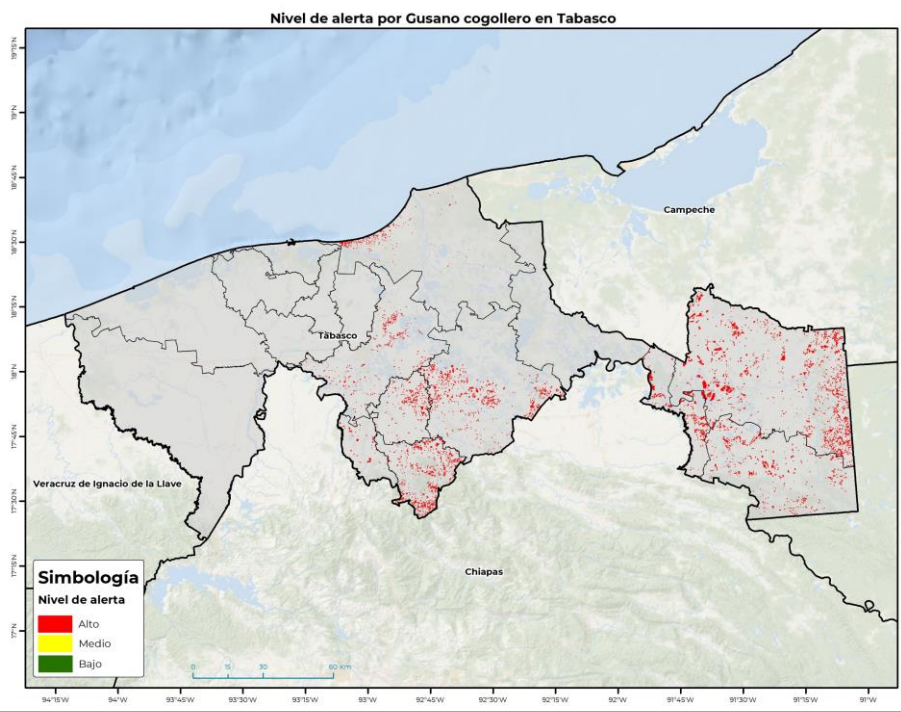 Nivel de alerta por Gusano cogollero en Tabasco
19°15'N
19°N
18°45'N
18°30'N
18°15'N
18°N
17°45'N
17°30'N
17°15'N
17°N
Campeche
Tabasco
Veracruz de Ignacio de la Llave
Chiapas
Simbología
Nivel de alerta
Alto
Medio
Bajo
0 15 30 60 Km
94°15'W 94°W 93°45'W 93°30'W 93°15'W 93°W 92°45'W 92°30'W 92°15'W 92°W 91°45'W 91°30'W 91°15'W 91°W